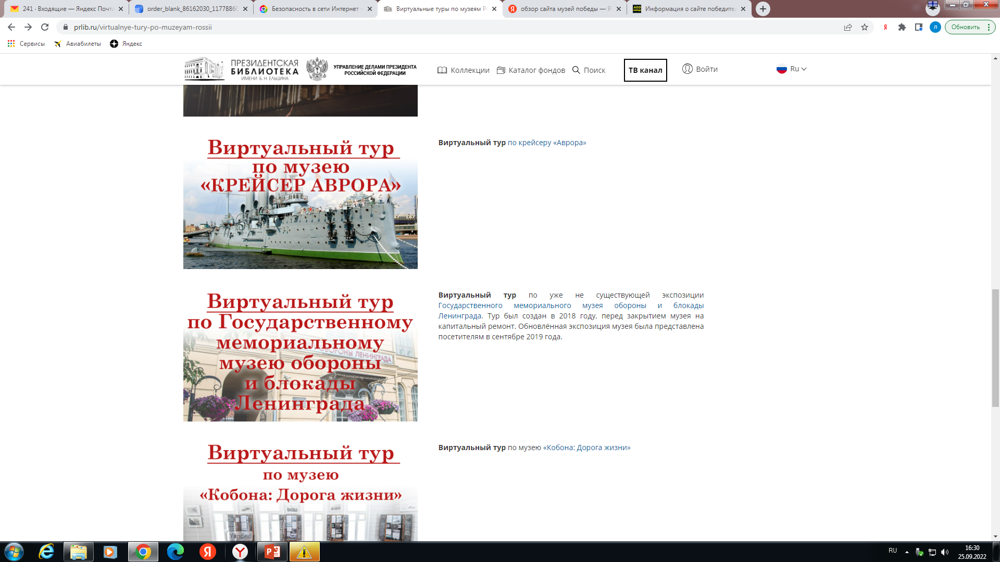 241 · Входящие — Яндекс Почта
order_blank_86162030_11778860
Безопасность в сети Интернет
Виртуальные туры по музеям Р
обзор сайта музей победы — Я
Информация о сайте победител
prlib.ru/virtualnye-tury-po-muzeyam-rossii
Обновить
Сервисы
Авиабилеты
Яндекс
ПРЕЗИДЕНТСКАЯ
БИБЛИОТЕКА
ИМЕНИ Б. Н. ЕЛЬЦИНА
УПРАВЛЕНИЕ ДЕЛАМИ ПРЕЗИДЕНТА
РОССИЙСКОЙ ФЕДЕРАЦИИ
Коллекции
Каталог фондов
Поиск
ТВ канал
Войти
Ru
Виртуальный тур
по музею
«КРЕЙСЕР АВРОРА»
Виртуальный тур по крейсеру «Аврора»
Виртуальный тур
по Государственному
мемориальному
музею обороны
и блокады
Ленинграда
ОБОРОНЫ ЛЕНИНГРАДА
Виртуальный тур по уже не существующей экспозиции
Государственного мемориального музея обороны и блокады
Ленинграда. Тур был создан в 2018 году, перед закрытием музея на
капитальный ремонт. Обновлённая экспозиция музея была представлена
посетителям в сентябре 2019 года.
Виртуальный тур
по музею
«Кобона: Дорога жизни»
Виртуальный тур по музею «Кобона: Дорога жизни»
Yandex
RU
16:30
25.09.2022